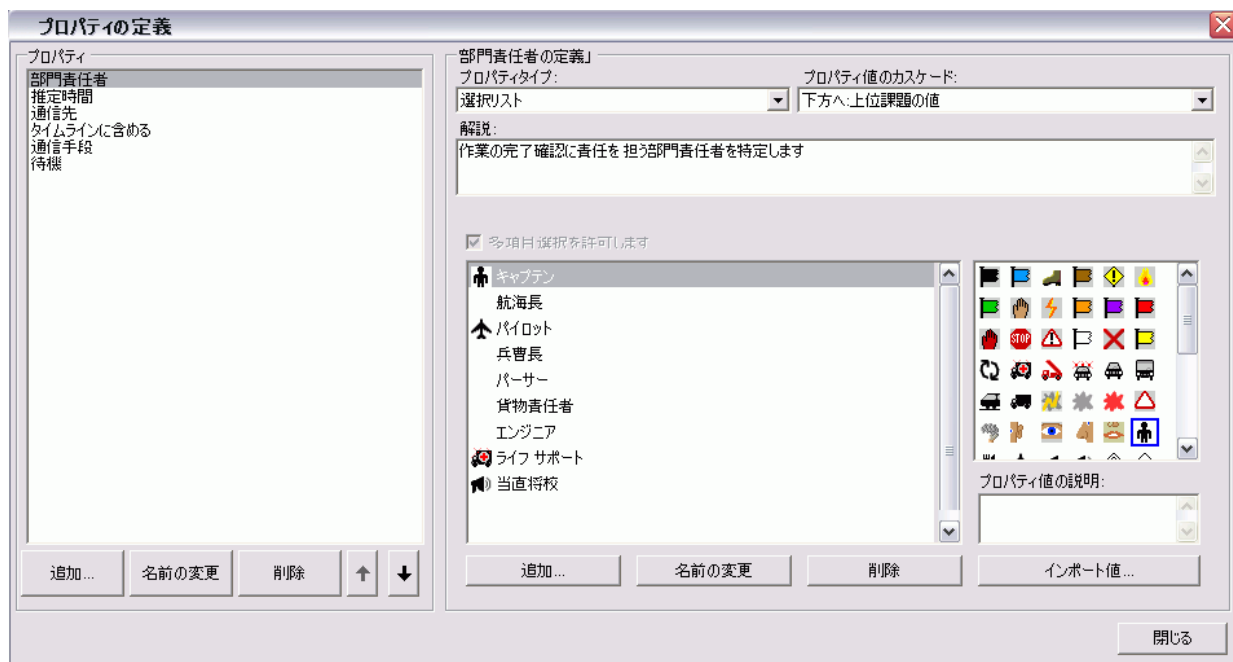 プロパティの定義
プロパティ
部門責任者
推定時間
通信先
タイムラインに含める
通信手段
待機
追加...
名前の変更
削除
部門責任者の定義」
プロパティタイプ:
プロパティ値のカスケード:
選択リスト
下方へ:上位課題の値
解説:
作業の完了確認に責任を 担う部門責任者を特定します
多項目選択を許可します
キャプテン
航海長
パイロット
兵曹長
パーサー
貨物責任者
エンジニア
ライフ サポート
当直将校
STOP
プロパティ値の説明:
追加...
名前の変更
削除
インポート値...
閉じる